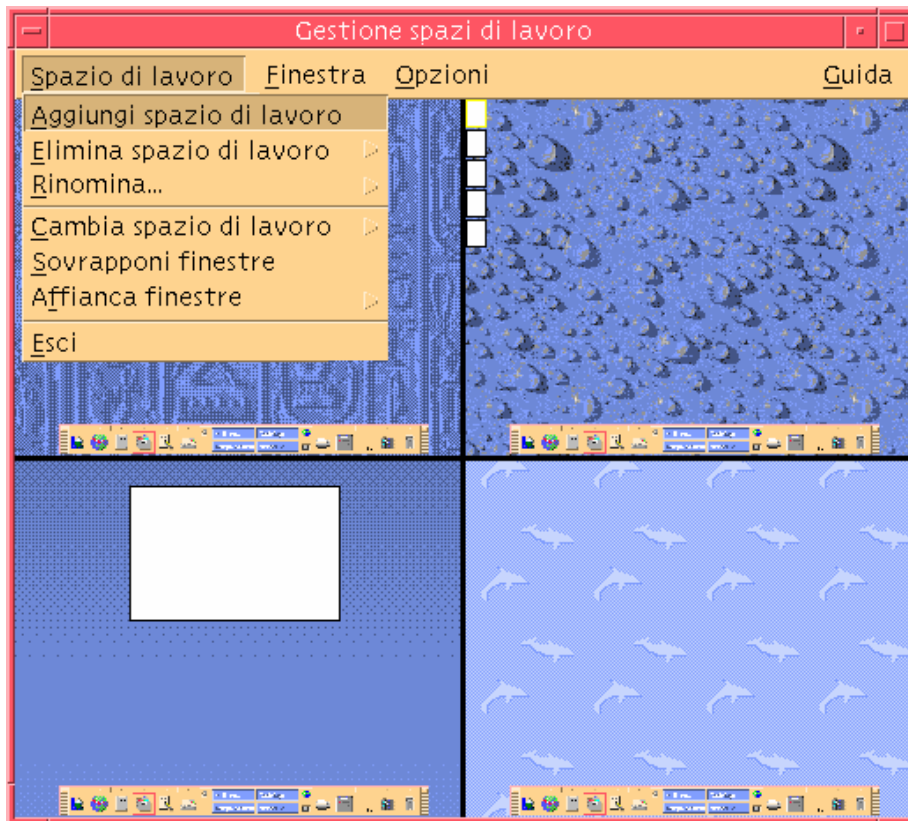 Gestione spazi di lavoro
Spazio di lavoro Finestra Opzioni Guida
Aggiungi spazio di lavoro
Elimina spazio di lavoro
Rinomina...
Cambia spazio di lavoro
Sovrapponi finestre
Affianca finestre
Esci